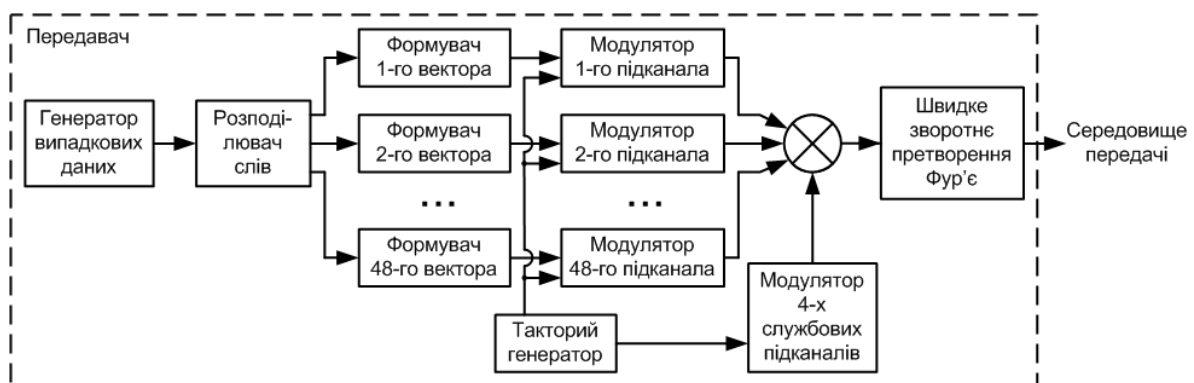 Передавач
Генератор
випадкових
даних
Розподі-
лювач
слів
Формувач
1-го вектора
Модулятор
1-го підканала
Формувач
2-го вектора
Модулятор
2-го підканала
...
...
Формувач
48-го вектора
Модулятор
48-го підканала
Такторий
генератор
Модулятор
4-х
службових
підканалів
Швидке
зворотнє
претворення
Фур’є
Середовище
передачі